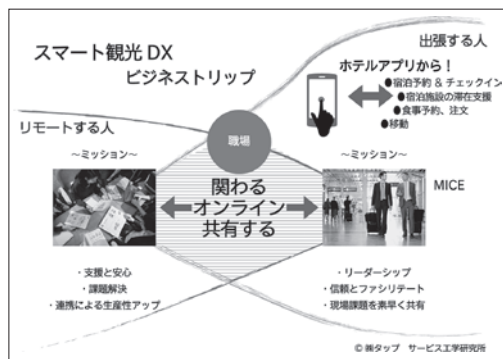 スマート観光 DX
ビジネストリップ
出張する人
ホテルアプリから！
●宿泊予約 & チェックイン
●宿泊施設の滞在支援
●食事予約、注文
●移動
リモートする人
職場
～ミッション～
～ミッション～
関わる
オンライン
共有する
MICE
・支援と安心
・課題解決
・連携による生産性アップ
・リーダーシップ
・信頼とファシリテート
・現場課題を素早く共有
© ㈱タップ サービス工学研究所